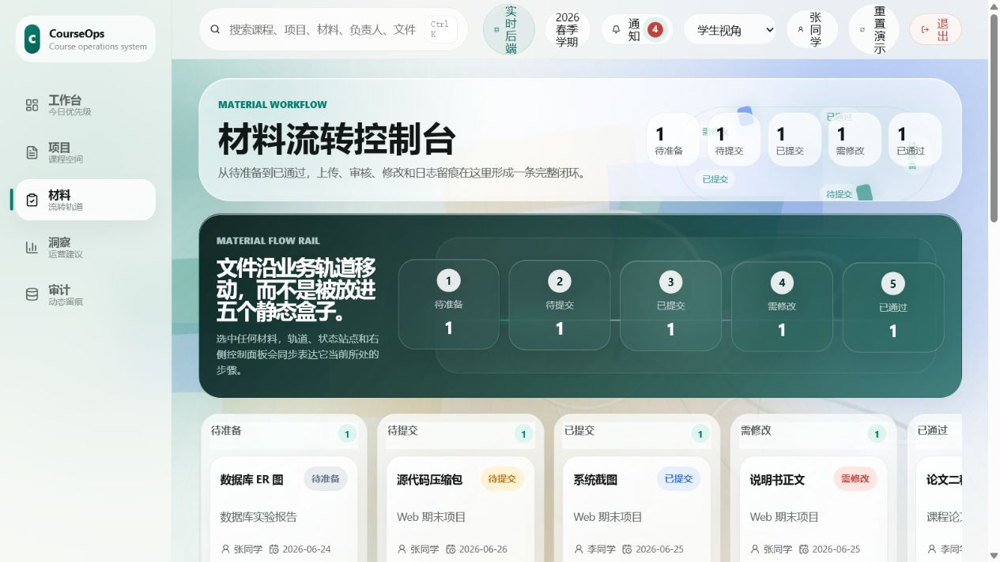 C
CourseOps
Course operations system
工作台
今日优先级
项目
课程空间
材料
流转轨道
洞察
运营建议
审计
动态留痕
搜索课程、项目、材料、负责人、文件
Ctrl
K
实时后端
2026
春季
学期
通知
4
学生视角
张同学
重置演示
退出
MATERIAL WORKFLOW
材料流转控制台
从待准备到已通过，上传、审核、修改和日志留痕在这里形成一条完整闭环。
1
待准备
1
待提交
1
已提交
1
需修改
1
已通过
需修改
已通过
待准备
已提交
待提交
MATERIAL FLOW RAIL
文件沿业务轨道移
动，而不是被放进
五个静态盒子。
选中任何材料，轨道、状态站点和右
侧控制面板会同步表达它当前所处的
步骤。
1
待准备
1
2
待提交
1
3
已提交
1
4
需修改
1
5
已通过
1
待准备
1
数据库 ER 图
待准备
数据库实验报告
张同学 2026-06-24
待提交
1
源代码压缩包
待提交
Web 期末项目
张同学 2026-06-26
已提交
1
系统截图
已提交
Web 期末项目
李同学 2026-06-25
需修改
1
说明书正文
需修改
Web 期末项目
张同学 2026-06-25
已通过
论文二
课程论
李同学